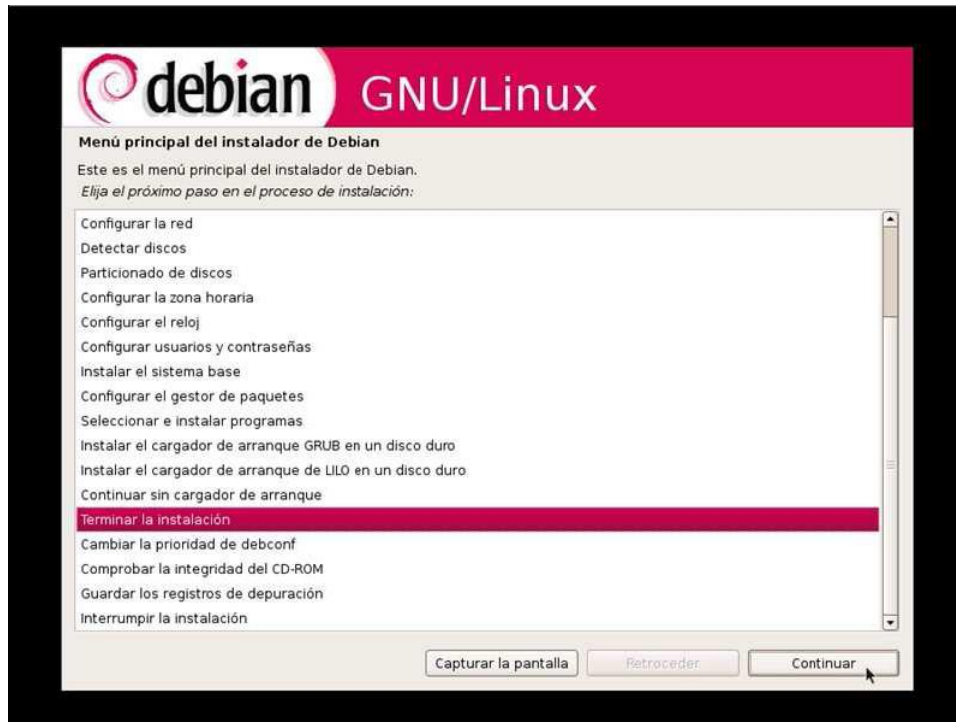 debian GNU/Linux
Menú principal del instalador de Debian
Este es el menú principal del instalador de Debian.
Elija el próximo paso en el proceso de instalación:
Configurar la red
Detectar discos
Particionado de discos
Configurar la zona horaria
Configurar el reloj
Configurar usuarios y contraseñas
Instalar el sistema base
Configurar el gestor de paquetes
Seleccionar e instalar programas
Instalar el cargador de arranque GRUB en un disco duro
Instalar el cargador de arranque de LILO en un disco duro
Continuar sin cargador de arranque
Terminar la instalación
Cambiar la prioridad de debconf
Comprobar la integridad del CD-ROM
Guardar los registros de depuración
Interrumpir la instalación
Capturar la pantalla Retroceder Continuar